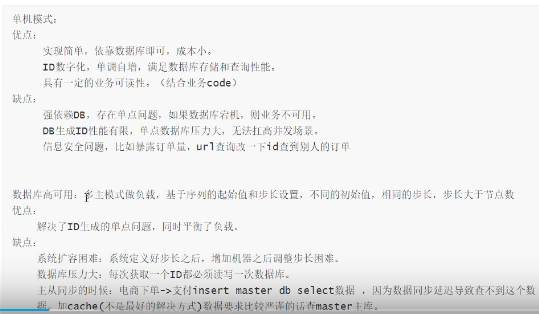 单机模式：
优点：
实现简单，依靠数据库即可，成本小。
ID数字化，单调自增，满足数据库存储和查询性能。
具有一定的业务可读性，（结合业务code）
缺点：
强依赖DB，存在单点问题，如果数据库宕机，则业务不可用。
DB生成ID性能有限，单点数据库压力大，无法扛高并发场景。
信息安全问题，比如暴露订单量，url查询改一下id查到别人的订单
数据库高可用：多主模式做负载，基于序列的起始值和步长设置，不同的初始值，相同的步长，步长大于节点数
优点：
解决了ID生成的单点问题，同时平衡了负载。
缺点：
系统扩容困难：系统定义好步长之后，增加机器之后调整步长困难。
数据库压力大：每次获取一个ID都必须读写一次数据库。
主从同步的时候：电商下单->支付insert master db select数据 ，因为数据同步延迟导致查不到这个数
据。加cache(不是最好的解决方式)数据要求比较严谨的话查master主库。